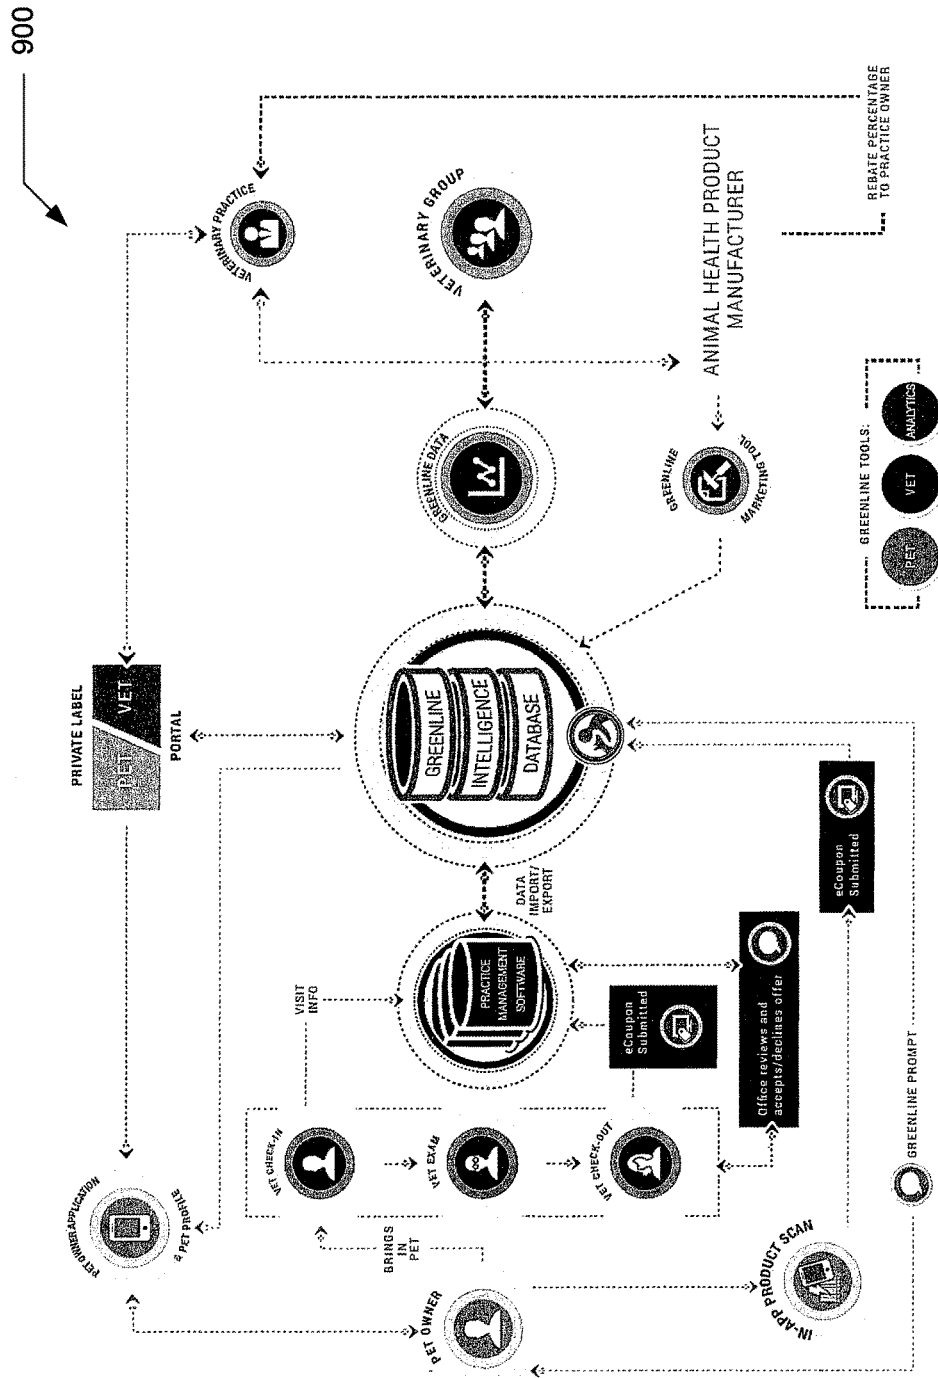 900
PRIVATE LABEL
PET VET
PORTAL
PET OWNER APPLICATION
& PET PROFILE
VETERINARY PRACTICE
VISIT
INFO
VET CHECK-IN
VET EXAM
VET CHECK-OUT
BRINGS
IN
PET
PET OWNER
PRACTICE
MANAGEMENT
SOFTWARE
DATA
IMPORT/
EXPORT
GREENLINE
INTELLIGENCE
DATABASE
GREENLINE DATA
VETERINARY GROUP
eCoupon
Submitted
Office reviews and
accepts/declines offer
IN-APP PRODUCT SCAN
eCoupon
Submitted
GREENLINE
MARKETING TOOL
ANIMAL HEALTH PRODUCT
MANUFACTURER
REBATE PERCENTAGE
TO PRACTICE OWNER
GREENLINE PROMPT
GREENLINE TOOLS:
PET
VET
ANALYTICS